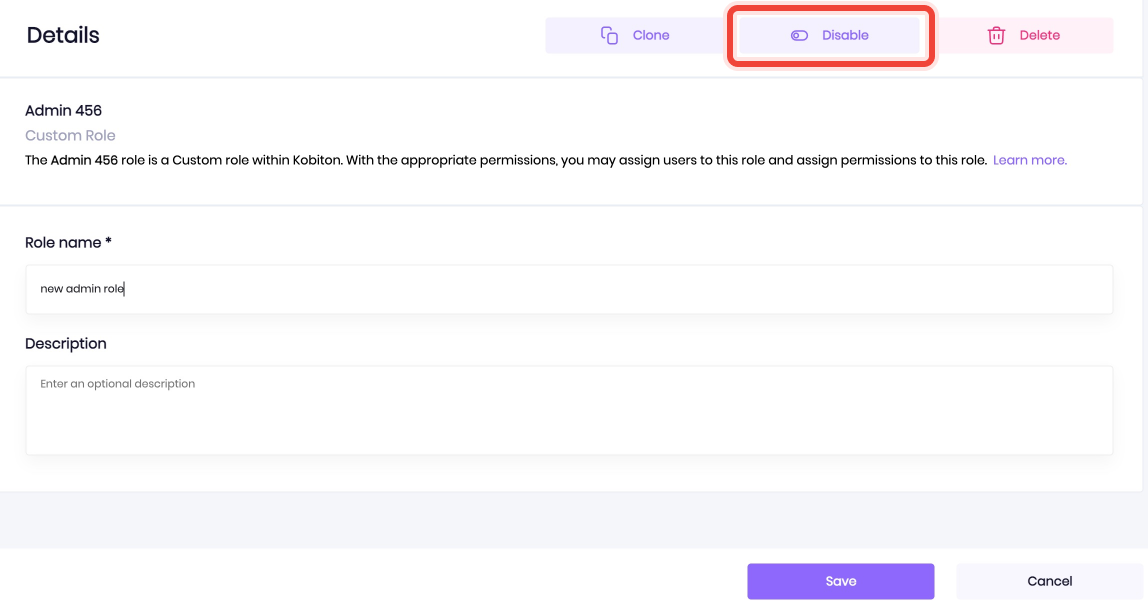 Details
Clone
Disable
Delete
Admin 456
Custom Role
The Admin 456 role is a Custom role within Kobiton. With the appropriate permissions, you may assign users to this role and assign permissions to this role. Learn more.
Role name *
new admin role
Description
Enter an optional description
Save
Cancel